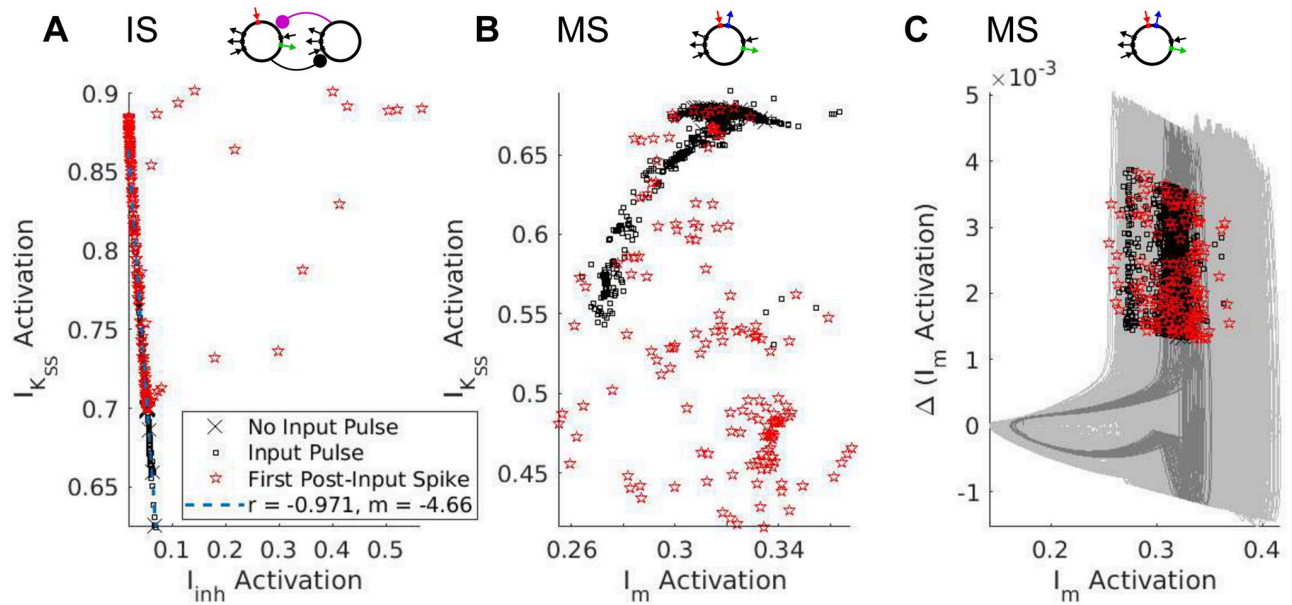 A IS
B MS
C MS
×10⁻³
0.9
0.85
0.8
0.75
0.7
0.65
I_KSS Activation
0.1 0.2 0.3 0.4 0.5
I_inh Activation
No Input Pulse
Input Pulse
First Post-Input Spike
r = -0.971, m = -4.66
0.65
0.6
0.55
0.5
0.45
I_KSS Activation
0.26 0.3 0.34
I_m Activation
5
4
3
2
1
0
-1
Δ (I_m Activation)
0.2 0.3 0.4
I_m Activation